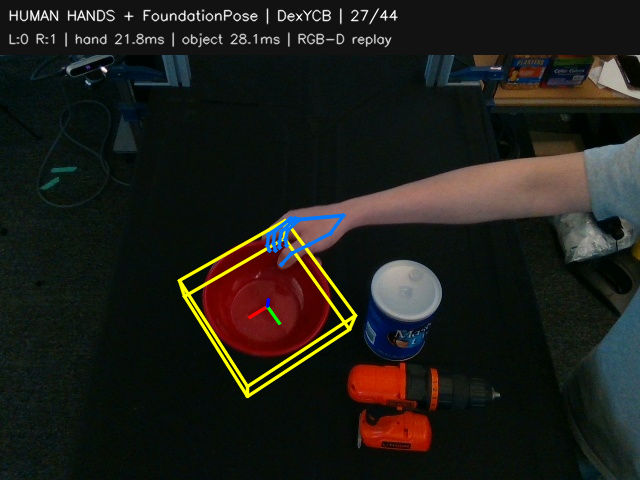 HUMAN HANDS + FoundationPose | DexYCB | 27/44
L:0 R:1 | hand 21.8ms | object 28.1ms | RGB-D replay